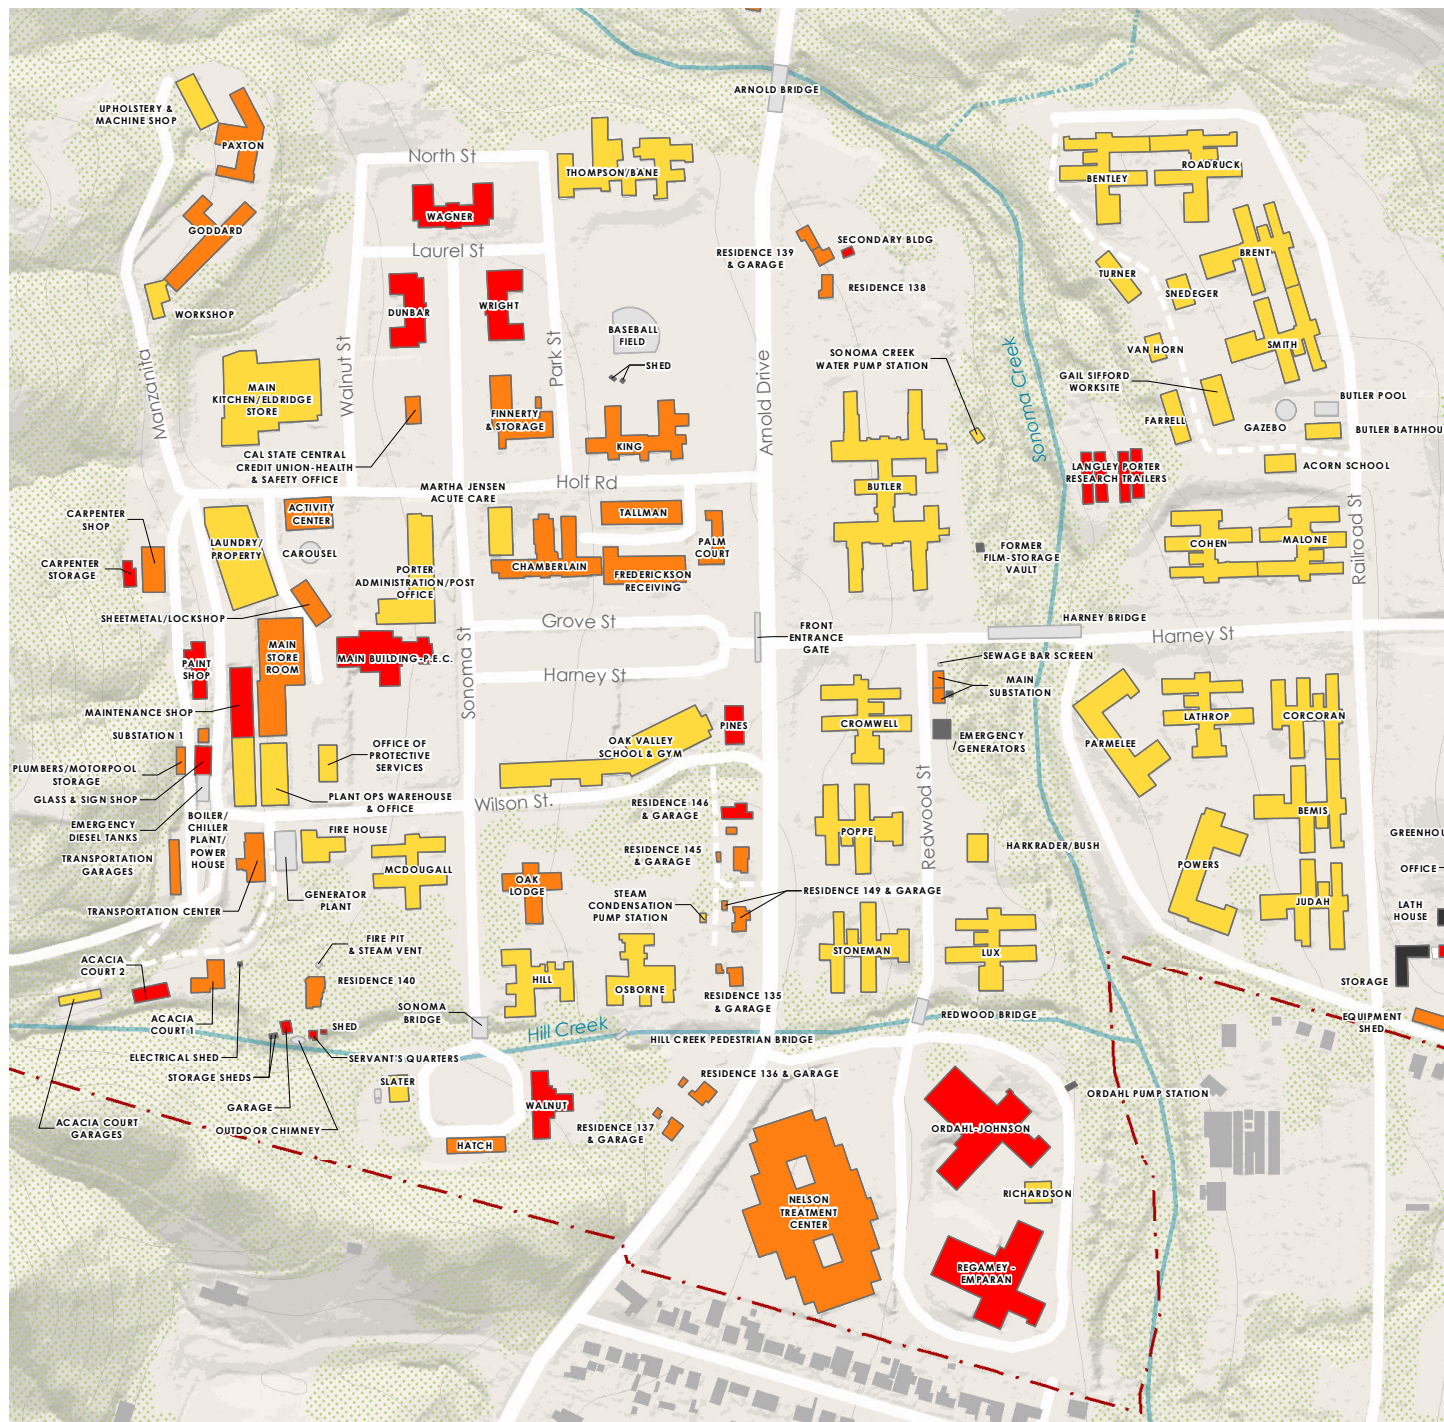 ARNOLD BRIDGE
UPHOLSTERY &
MACHINE SHOP
PAXTON
North St
THOMPSON/BANE
BENTLEY
ROADRUCK
WAGNER
GODDARD
Laurel St
RESIDENCE 139
& GARAGE
SECONDARY BLDG
RESIDENCE 138
BRENT
TURNER
SNEDEGER
WORKSHOP
DUNBAR
WRIGHT
BASEBALL
FIELD
SHED
Manzanita
Walnut St
Park St
Arnold Drive
SONOMA CREEK
WATER PUMP STATION
Sonoma Creek
VAN HORN
SMITH
GAIL SIFFORD
WORKSITE
MAIN
KITCHEN/ELDRIDGE
STORE
FINNERTY
& STORAGE
KING
FARRELL
GAZEBO
BUTLER POOL
BUTLER BATHOU
CAL STATE CENTRAL
CREDIT UNION-HEALTH
& SAFETY OFFICE
LANGLEY PORTER
RESEARCH TRAILERS
ACORN SCHOOL
MARTHA JENSEN
ACUTE CARE
Holt Rd
BUTLER
CARPENTER
SHOP
ACTIVITY
CENTER
TALLMAN
LAUNDRY/
PROPERTY
CAROUSEL
PALM
COURT
FORMER
FILM-STORAGE
VAULT
COHEN
MALONE
Railroad St
CARPENTER
STORAGE
PORTER
ADMINISTRATION/POST
OFFICE
CHAMBERLAIN
FREDERICKSON
RECEIVING
SHEETMETAL/LOCKSHOP
Grove St
FRONT
ENTRANCE
GATE
HARNEY BRIDGE
Harney St
MAIN
STORE
ROOM
MAIN BUILDING-P.E.C.
Sonoma St
Harney St
SEWAGE BAR SCREEN
MAIN
SUBSTATION
PAINT
SHOP
MAINTENANCE SHOP
SUBSTATION 1
OFFICE OF
PROTECTIVE
SERVICES
OAK VALLEY
SCHOOL & GYM
PINES
CROMWELL
EMERGENCY
GENERATORS
PARMELEE
LATHROP
CORCORAN
PLUMBERS/MOTORPOOL
STORAGE
GLASS & SIGN SHOP
PLANT OPS WAREHOUSE
& OFFICE
Wilson St.
Redwood St
EMERGENCY
DIESEL TANKS
BOILER/
CHILLER
PLANT/
POWER
HOUSE
FIRE HOUSE
RESIDENCE 146
& GARAGE
POPPE
BEMIS
HARKRADER/BUSH
GREENHOU
TRANSPORTATION
GARAGES
MCDOUGALL
RESIDENCE 145
& GARAGE
POWERS
OFFICE
GENERATOR
PLANT
OAK
LODGE
STEAM
CONDENSATION
PUMP STATION
RESIDENCE 149 & GARAGE
JUDAH
LATH
HOUSE
TRANSPORTATION CENTER
FIRE PIT
& STEAM VENT
STONEMAN
LUX
ACACIA
COURT 2
RESIDENCE 140
HILL
OSBORNE
RESIDENCE 135
& GARAGE
STORAGE
ACACIA
COURT 1
SONOMA
BRIDGE
REDWOOD BRIDGE
EQUIPMENT
SHED
SHED
Hill Creek
HILL CREEK PEDESTRIAN BRIDGE
ELECTRICAL SHED
SERVANT'S QUARTERS
STORAGE SHEDS
SLATER
RESIDENCE 136 & GARAGE
ORDAHL PUMP STATION
GARAGE
WALNUT
ACACIA COURT
GARAGES
OUTDOOR CHIMNEY
RESIDENCE 137
& GARAGE
ORDAHL-JOHNSON
HATCH
NELSON
TREATMENT
CENTER
RICHARDSON
REGAMEY -
EMPARAN